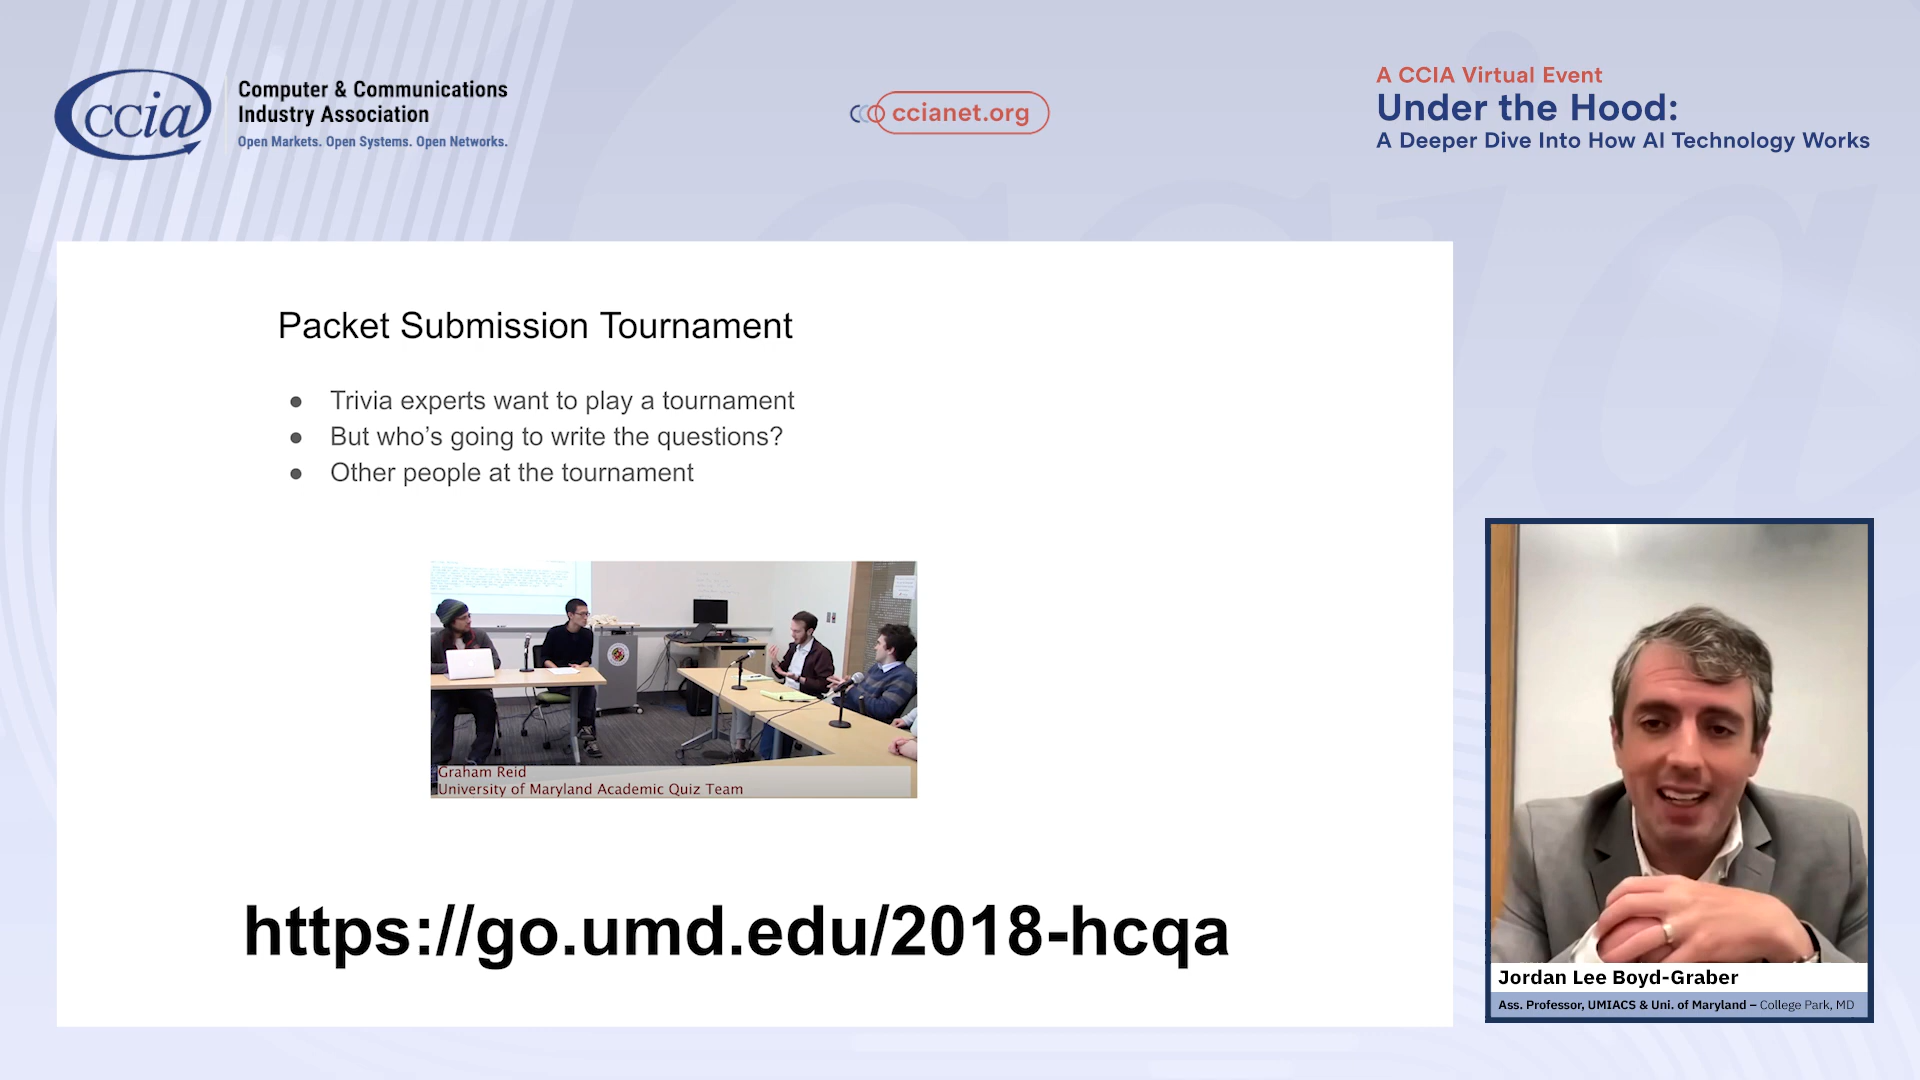 ccia
Computer & Communications
Industry Association
Open Markets. Open Systems. Open Networks.
ccianet.org
A CCIA Virtual Event
Under the Hood:
A Deeper Dive Into How AI Technology Works
Packet Submission Tournament
● Trivia experts want to play a tournament
● But who’s going to write the questions?
● Other people at the tournament
Graham Reid
University of Maryland Academic Quiz Team
https://go.umd.edu/2018-hcqa
Jordan Lee Boyd-Graber
Ass. Professor, UMIACS & Uni. of Maryland – College Park, MD